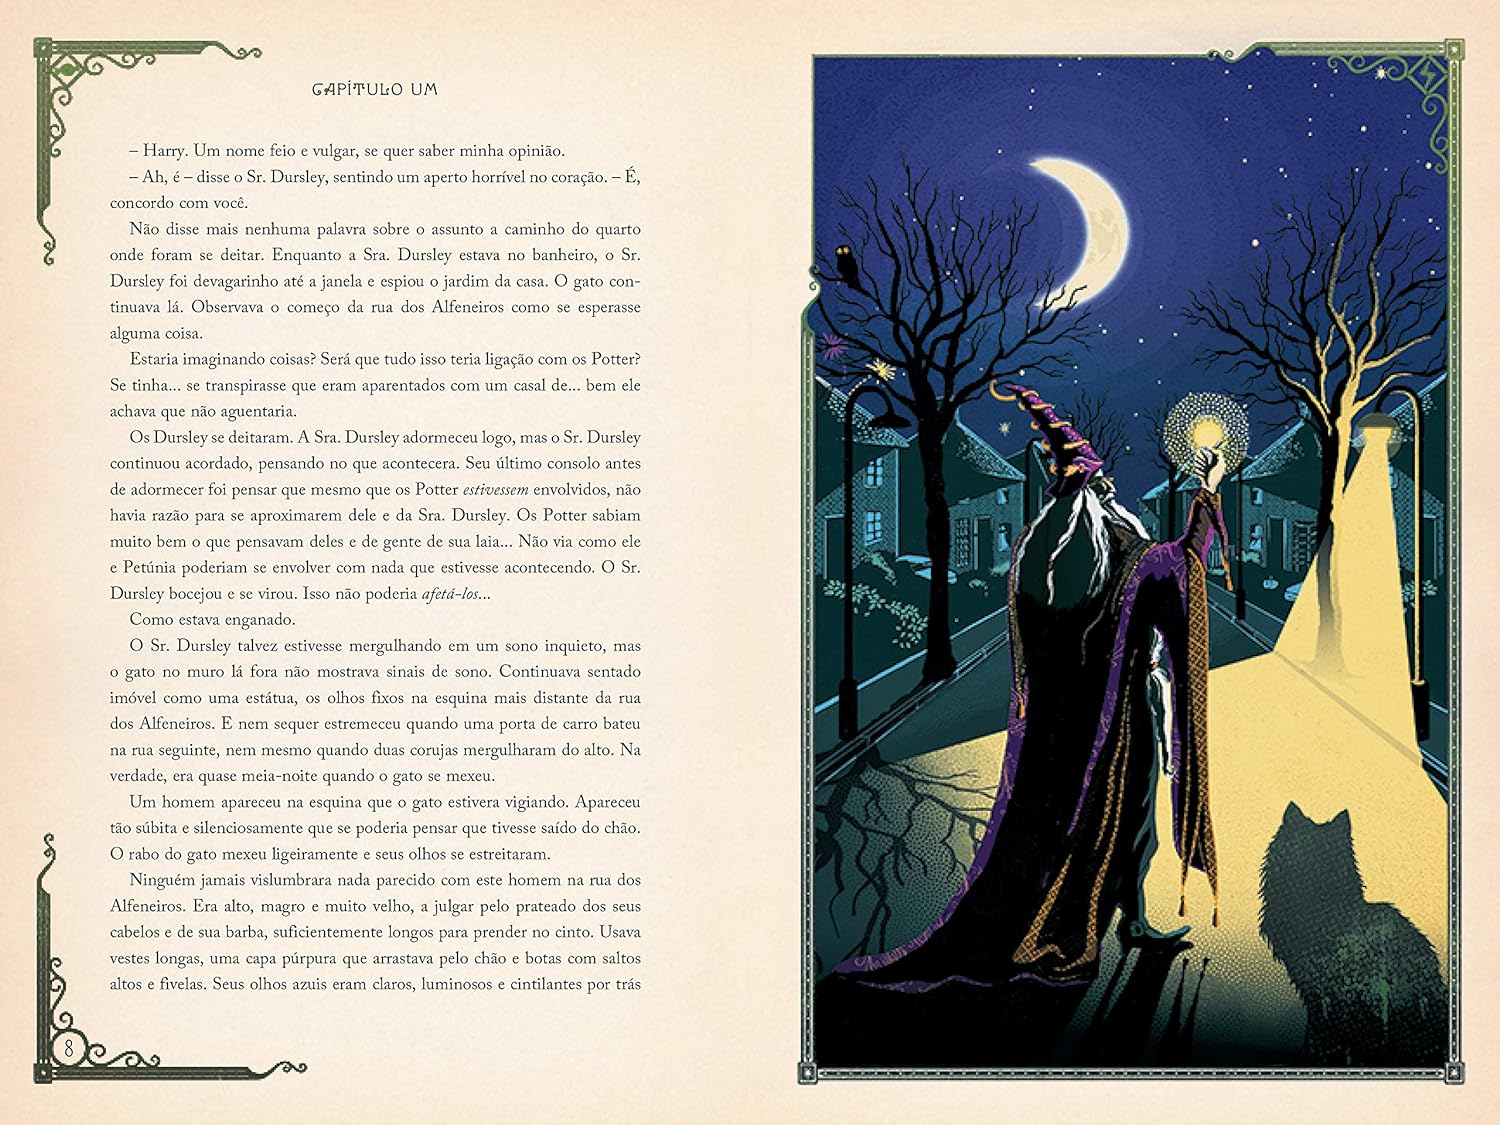 CAPÍTULO UM
– Harry. Um nome feio e vulgar, se quer saber minha opinião.
– Ah, é – disse o Sr. Dursley, sentindo um aperto horrível no coração. – É,
concordo com você.
Não disse mais nenhuma palavra sobre o assunto a caminho do quarto
onde foram se deitar. Enquanto a Sra. Dursley estava no banheiro, o Sr.
Dursley foi devagarinho até a janela e espiou o jardim da casa. O gato con-
tinuava lá. Observava o começo da rua dos Alfeneiros como se esperasse
alguma coisa.
Estaria imaginando coisas? Será que tudo isso teria ligação com os Potter?
Se tinha... se transpirasse que eram aparentados com um casal de... bem ele
achava que não aguentaria.
Os Dursley se deitaram. A Sra. Dursley adormeceu logo, mas o Sr. Dursley
continuou acordado, pensando no que acontecera. Seu último consolo antes
de adormecer foi pensar que mesmo que os Potter estivessem envolvidos, não
havia razão para se aproximarem dele e da Sra. Dursley. Os Potter sabiam
muito bem o que pensavam deles e de gente de sua laia... Não via como ele
e Petúnia poderiam se envolver com nada que estivesse acontecendo. O Sr.
Dursley bocejou e se virou. Isso não poderia afetá-los...
Como estava enganado.
O Sr. Dursley talvez estivesse mergulhando em um sono inquieto, mas
o gato no muro lá fora não mostrava sinais de sono. Continuava sentado
imóvel como uma estátua, os olhos fixos na esquina mais distante da rua
dos Alfeneiros. E nem sequer estremeceu quando uma porta de carro bateu
na rua seguinte, nem mesmo quando duas corujas mergulharam do alto. Na
verdade, era quase meia-noite quando o gato se mexeu.
Um homem apareceu na esquina que o gato estivera vigiando. Apareceu
tão súbita e silenciosamente que se poderia pensar que tivesse saído do chão.
O rabo do gato mexeu ligeiramente e seus olhos se estreitaram.
Ninguém jamais vislumbrara nada parecido com este homem na rua dos
Alfeneiros. Era alto, magro e muito velho, a julgar pelo prateado dos seus
cabelos e de sua barba, suficientemente longos para prender no cinto. Usava
vestes longas, uma capa púrpura que arrastava pelo chão e botas com saltos
altos e fivelas. Seus olhos azuis eram claros, luminosos e cintilantes por trás
8